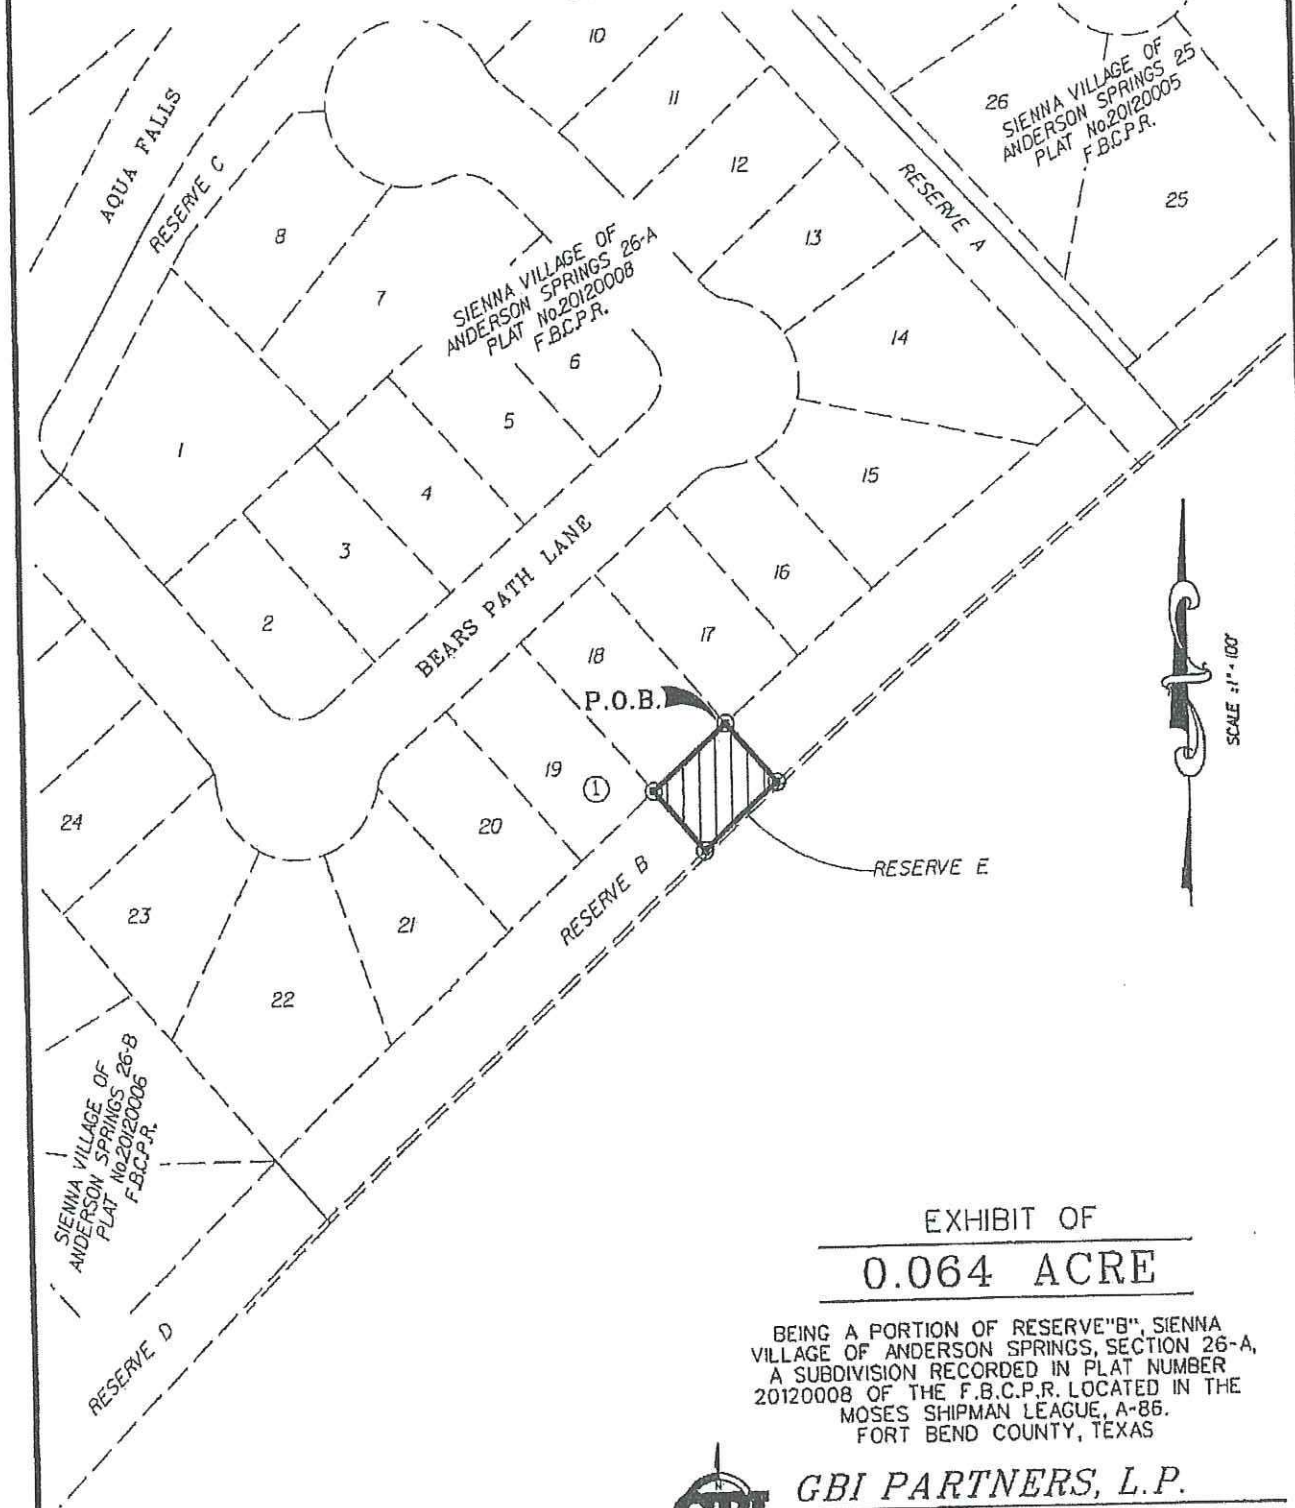 10
11
12
13
14
15
16
17
18
19
20
21
22
23
24
25
26
1
2
3
4
5
6
7
8
AQUA FALLS
RESERVE C
SIENNA VILLAGE OF
ANDERSON SPRINGS 25
PLAT No.20120005
F.B.C.P.R.
RESERVE A
SIENNA VILLAGE OF
ANDERSON SPRINGS 26-A
PLAT No.20120008
F.B.C.P.R.
BEARS PATH LANE
P.O.B.
1
RESERVE B
RESERVE E
SCALE :1"=100'
SIENNA VILLAGE OF
ANDERSON SPRINGS 26-B
PLAT No.20120006
F.B.C.P.R.
RESERVE D
EXHIBIT OF
0.064 ACRE
BEING A PORTION OF RESERVE"B", SIENNA
VILLAGE OF ANDERSON SPRINGS, SECTION 26-A,
A SUBDIVISION RECORDED IN PLAT NUMBER
20120008 OF THE F.B.C.P.R. LOCATED IN THE
MOSES SHIPMAN LEAGUE, A-86.
FORT BEND COUNTY, TEXAS
N
GBI PARTNERS, L.P.